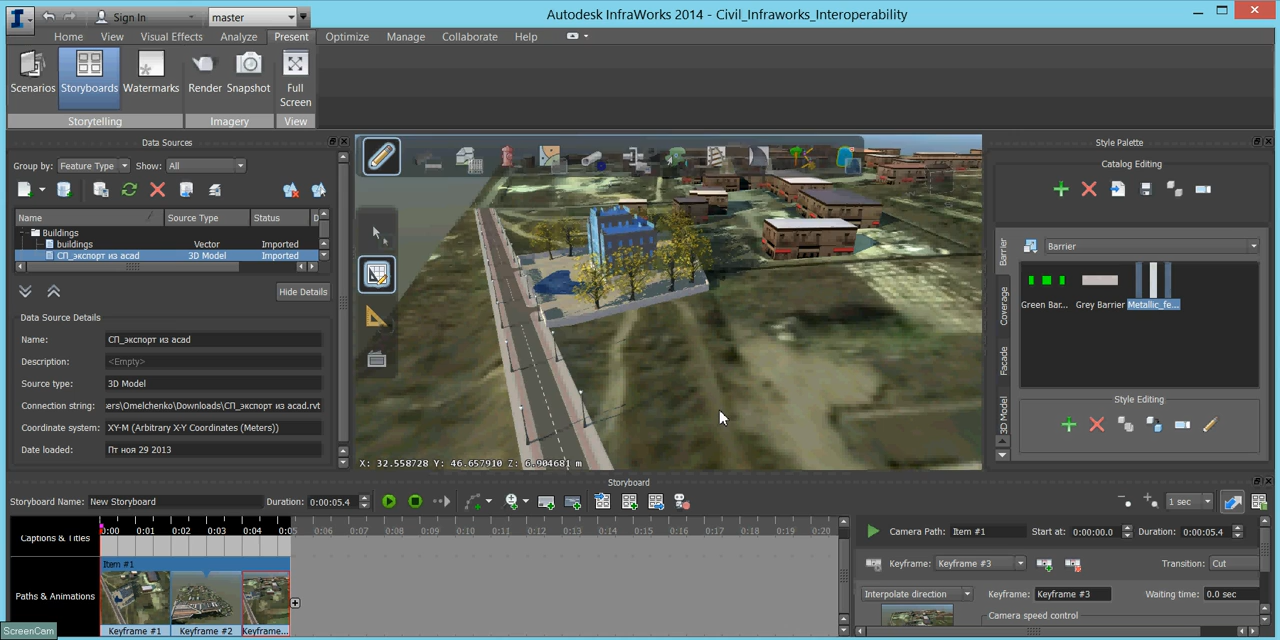 Sign In
master
Autodesk InfraWorks 2014 - Civil_Infraworks_Interoperability
Home View Visual Effects Analyze Present Optimize Manage Collaborate Help
Scenarios Storyboards Watermarks Render Snapshot Full Screen
Storytelling Imagery View
Data Sources
Group by: Feature Type Show: All
Name Source Type Status D
Buildings
buildings Vector Imported
СП_экспорт из acad 3D Model Imported
Hide Details
Data Source Details
Name: СП_экспорт из acad
Description: <Empty>
Source type: 3D Model
Connection string: ers\Omelchenko\Downloads\СП_экспорт из acad.rvt
Coordinate system: XY-M (Arbitrary X-Y Coordinates (Meters))
Date loaded: Пт ноя 29 2013
X: 32.558728 Y: 46.657910 Z: 6.904681 m
Style Palette
Catalog Editing
Barrier
Coverage
Facade
3D Model
Barrier
Green Bar... Grey Barrier Metallic_fe...
Style Editing
Storyboard
Storyboard Name: New Storyboard Duration: 0:00:05.4
1 sec
0:00 0:01 0:02 0:03 0:04 0:05 0:06 0:07 0:08 0:09 0:10 0:11 0:12 0:13 0:14 0:15 0:16 0:17 0:18 0:19 0:20
Captions & Titles
Item #1
Paths & Animations
Keyframe #1 Keyframe #2 Keyframe...
Camera Path: Item #1 Start at: 0:00:00.0 Duration: 0:00:05.4
Keyframe: Keyframe #3 Transition: Cut
Interpolate direction Keyframe: Keyframe #3 Waiting time: 0.0 sec
Camera speed control
ScreenCam